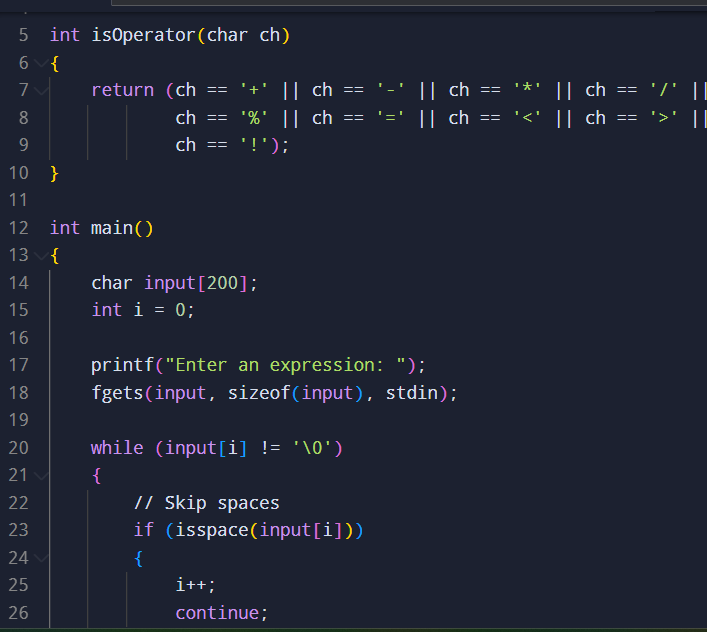 5 int isOperator(char ch)
6 {
7 return (ch == '+' || ch == '-' || ch == '*' || ch == '/' ||
8 ch == '%' || ch == '=' || ch == '<' || ch == '>' ||
9 ch == '!');
10 }
11
12 int main()
13 {
14 char input[200];
15 int i = 0;
16
17 printf("Enter an expression: ");
18 fgets(input, sizeof(input), stdin);
19
20 while (input[i] != '\0')
21 {
22 // Skip spaces
23 if (isspace(input[i]))
24 {
25 i++;
26 continue;